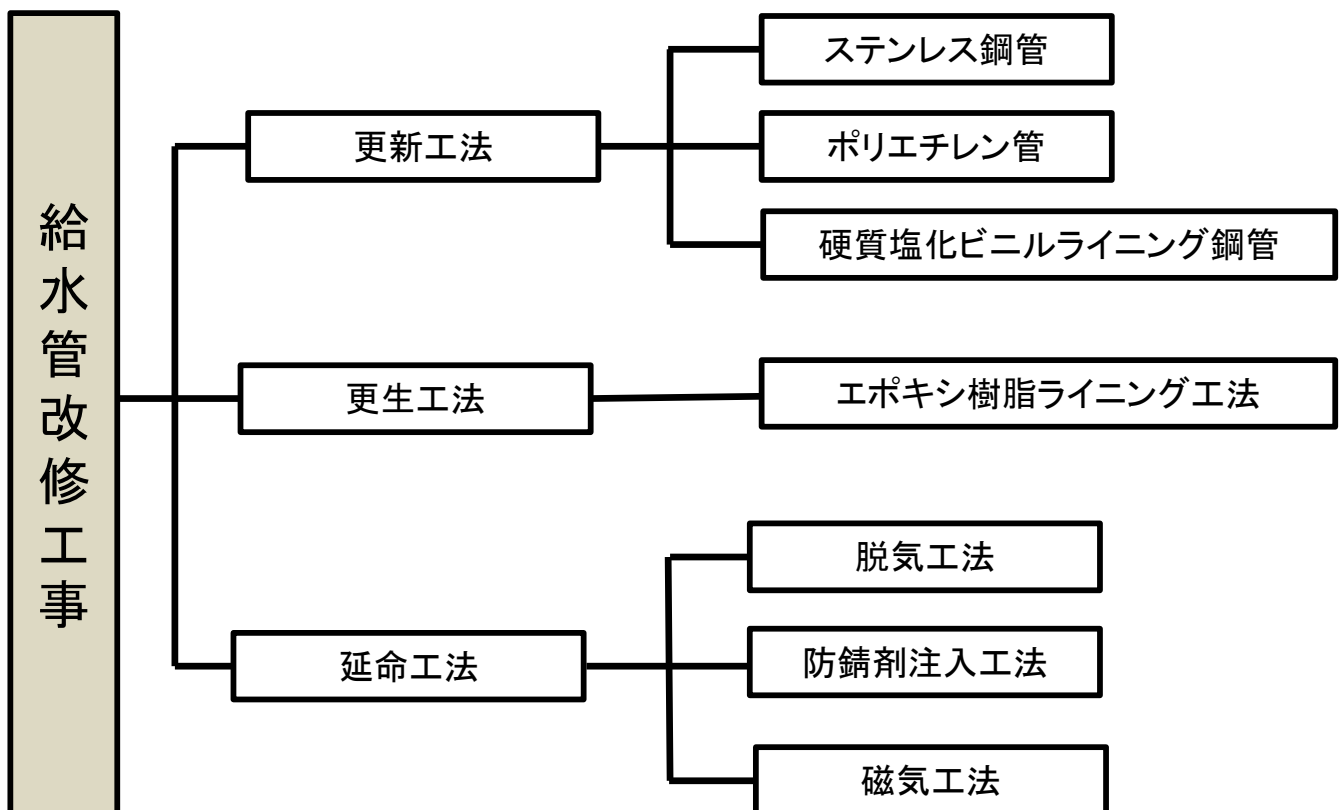 給水管改修工事
更新工法
ステンレス鋼管
ポリエチレン管
硬質塩化ビニルライニング鋼管
更生工法
エポキシ樹脂ライニング工法
延命工法
脱気工法
防錆剤注入工法
磁気工法